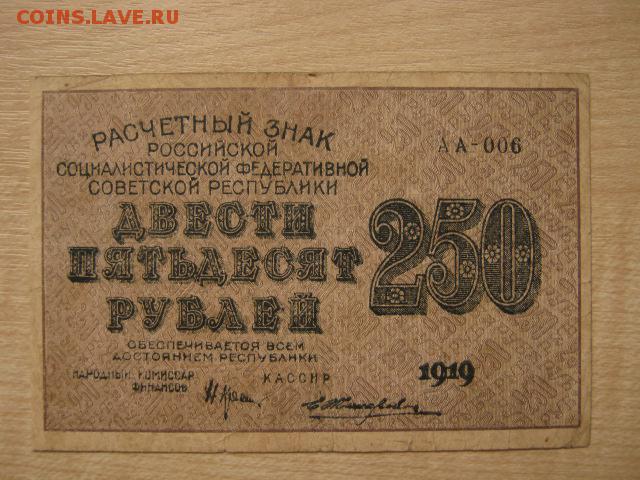 COINS.LAVE.RU
РАСЧЕТНЫЙ ЗНАК
РОССИЙСКОЙ
СОЦИАЛИСТИЧЕСКОЙ ФЕДЕРАТИВНОЙ
СОВЕТСКОЙ РЕСПУБЛИКИ
АА-006
ДВЕСТИ
ПЯТЬДЕСЯТ
РУБЛЕЙ
250
ОБЕСПЕЧИВАЕТСЯ ВСЕМ
ДОСТОЯНИЕМ РЕСПУБЛИКИ
НАРОДНЫЙ КОМИССАР
ФИНАНСОВ
КАССИР
1919